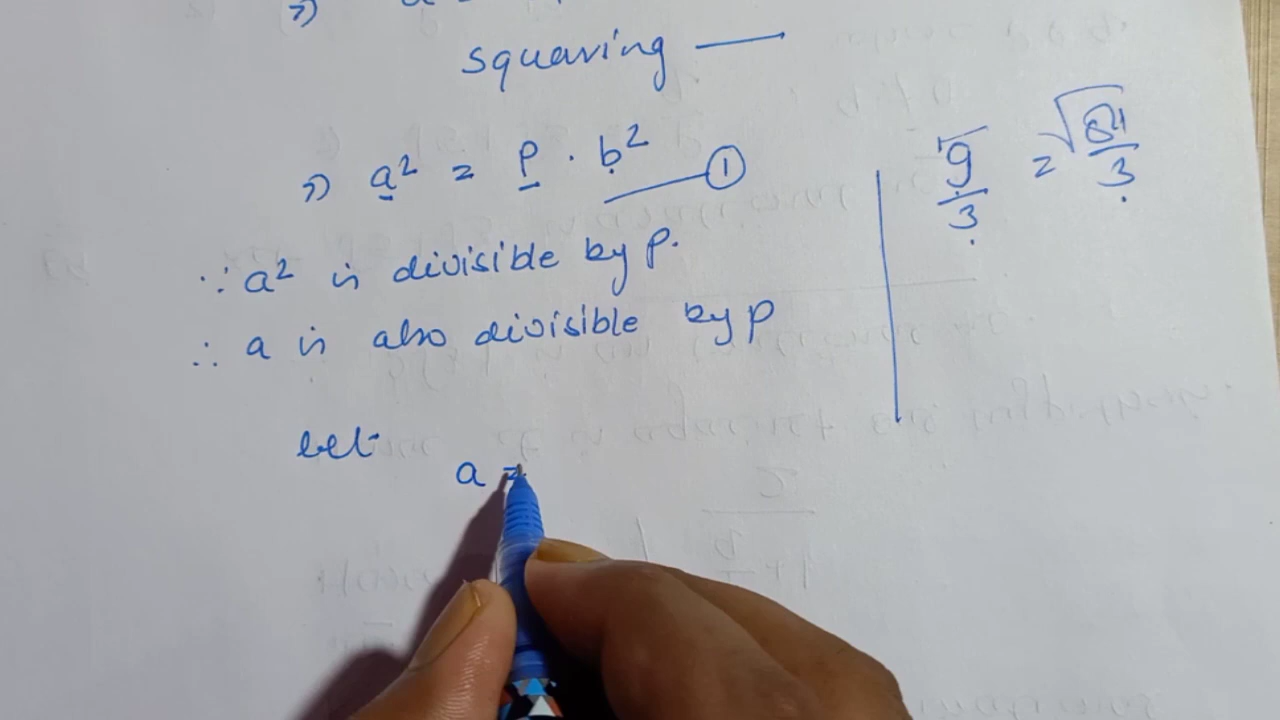 ⇒ a
squaring —
⇒ a² = p · b² — ①
∵ a² is divisible by p.
∴ a is also divisible by p
let
a =
9/3 = √81/3